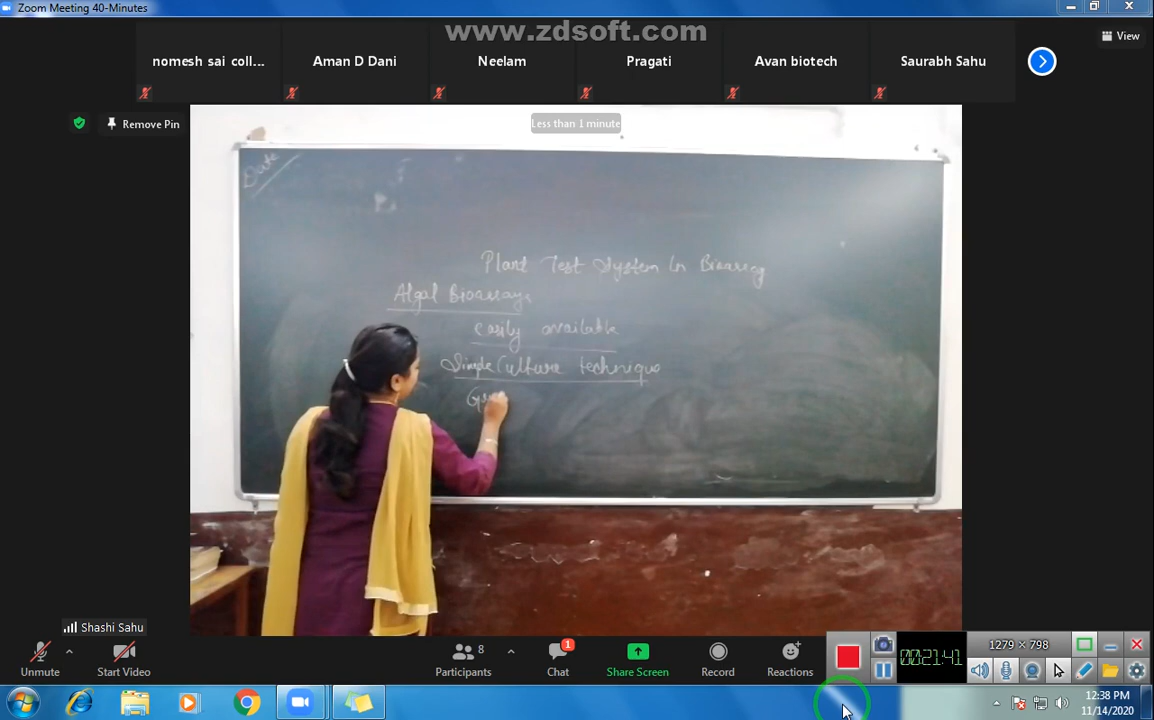 Zoom Meeting 40-Minutes
www.zdsoft.com
View
nomesh sai coll...
Aman D Dani
Neelam
Pragati
Avan biotech
Saurabh Sahu
Remove Pin
Less than 1 minute
Date
Plant Test System In Bioassay
Algal Bioassays
easily available
Simple Culture technique
Shashi Sahu
Unmute
Start Video
Participants
8
Chat
1
Share Screen
Record
Reactions
00:21:41
1279 × 798
12:38 PM
11/14/2020